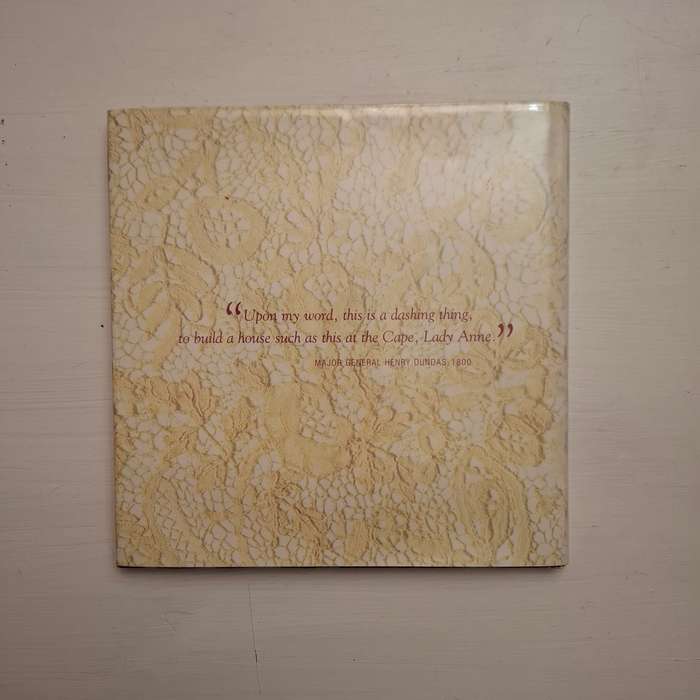 “Upon my word, this is a dashing thing,
to build a house such as this at the Cape, Lady Anne.”
MAJOR GENERAL HENRY DUNDAS, 1800